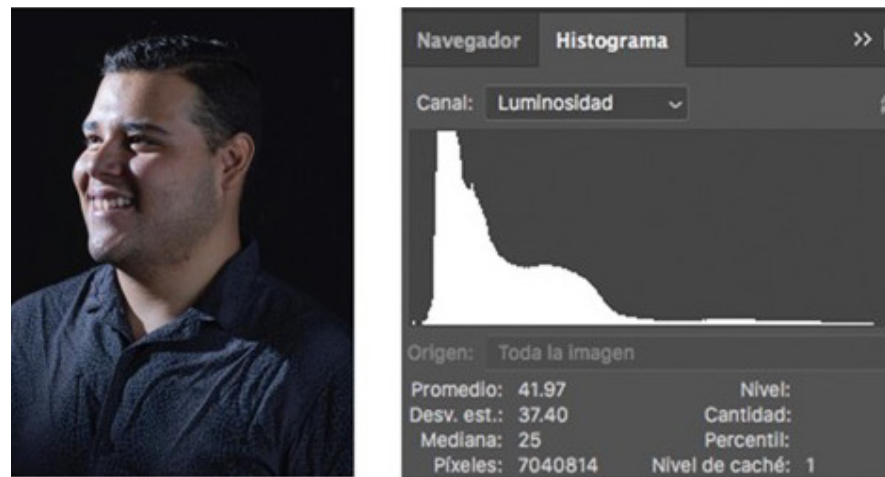 Navegador Histograma >>
Canal: Luminosidad
Origen: Toda la imagen
Promedio: 41.97 Nivel:
Desv. est.: 37.40 Cantidad:
Mediana: 25 Percentil:
Píxeles: 7040814 Nivel de caché: 1